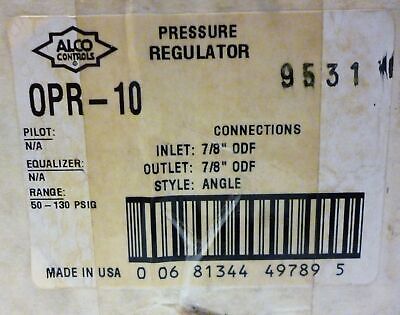 ALCO
CONTROLS
PRESSURE
REGULATOR
9531
OPR-10
PILOT:
N/A
EQUALIZER:
N/A
RANGE:
50-130 PSIG
CONNECTIONS
INLET: 7/8" ODF
OUTLET: 7/8" ODF
STYLE: ANGLE
MADE IN USA
0 06 81344 49789 5